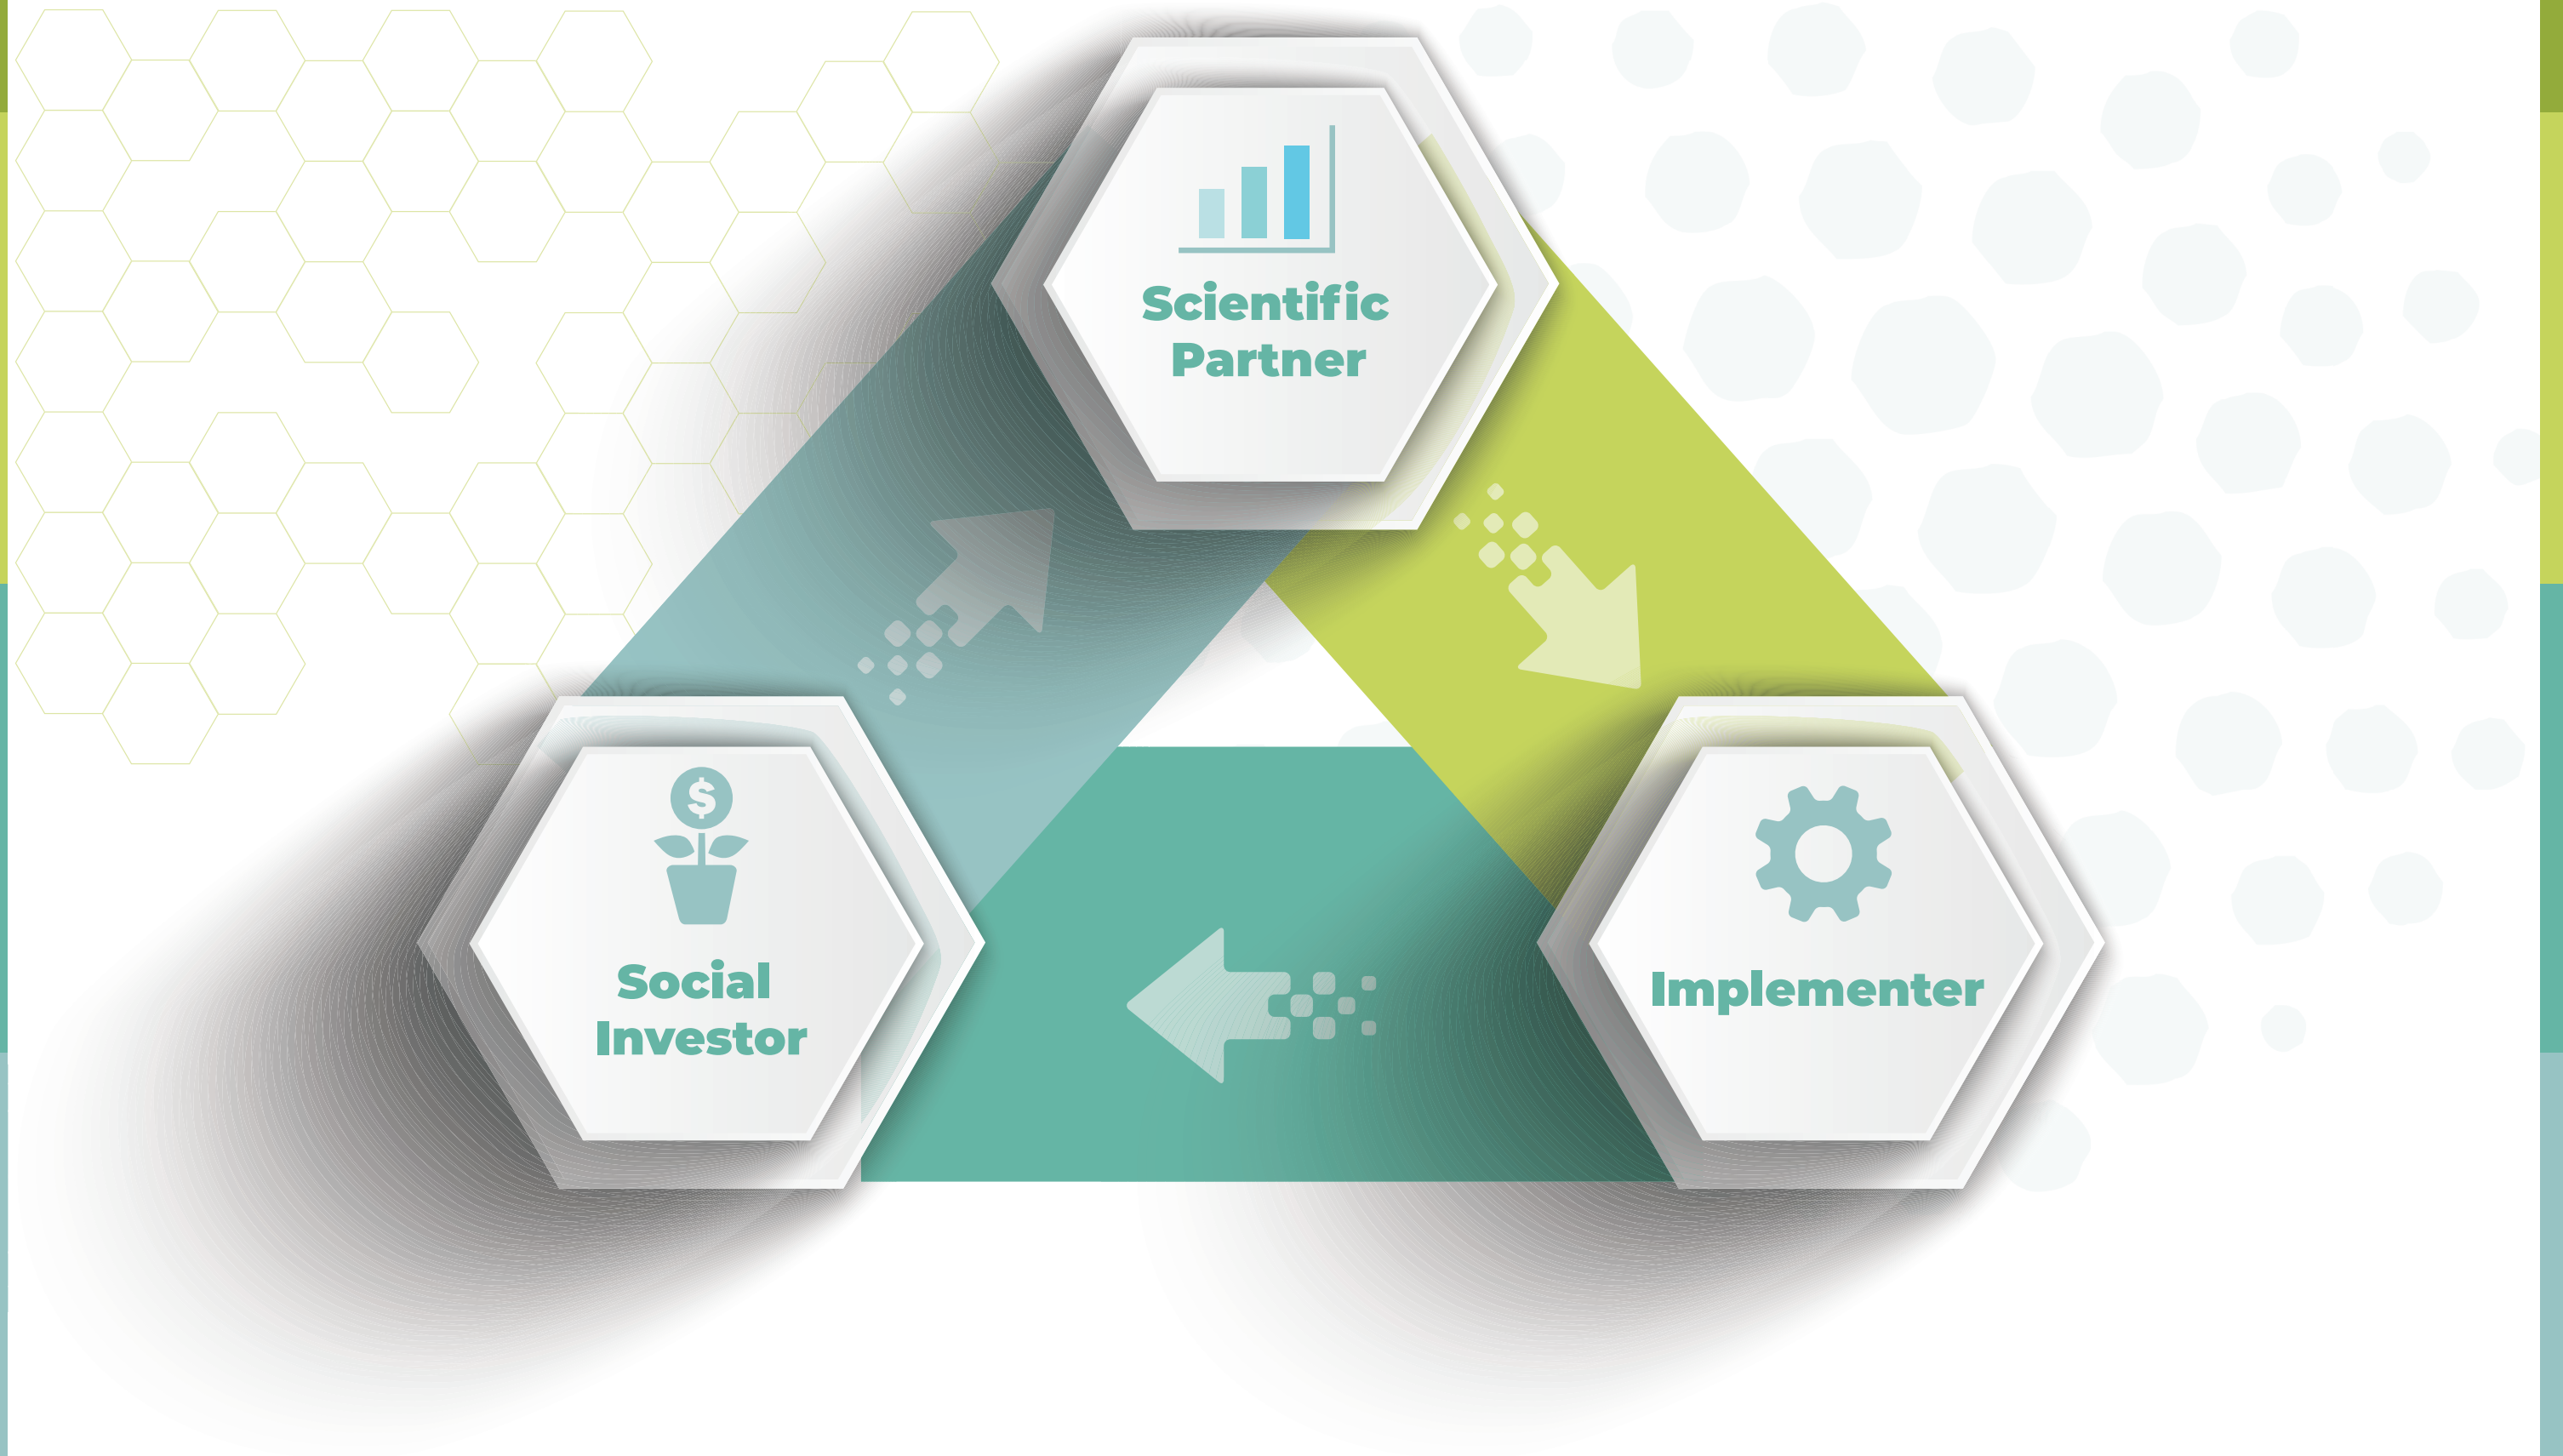 Scientific
Partner
$
Social
Investor
Implementer